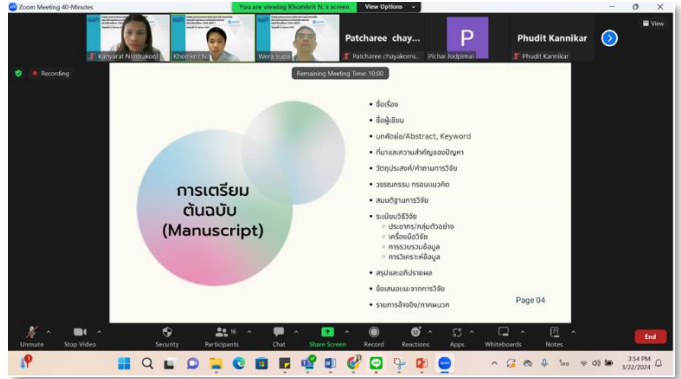 Zoom Meeting 40-Minutes
You are viewing Khomkrit N.'s screen
View Options
View
Kanyarat Nimtrakool
Khomkrit N.
Wera Supa
Patcharee chay...
Patcharee chayakorns...
P
Pichai Jodpimai
Phudit Kannikar
Phudit Kannikar
Recording
Remaining Meeting Time: 10:00
การเตรียม
ต้นฉบับ
(Manuscript)
• ชื่อเรื่อง
• ชื่อผู้เขียน
• บทคัดย่อ/Abstract, Keyword
• ที่มาและความสำคัญของปัญหา
• วัตถุประสงค์/คำถามการวิจัย
• วรรณกรรม กรอบแนวคิด
• สมมติฐานการวิจัย
• ระเบียบวิธีวิจัย
○ ประชากร/กลุ่มตัวอย่าง
○ เครื่องมือวิจัย
○ การรวบรวมข้อมูล
○ การวิเคราะห์ข้อมูล
• สรุปและอภิปรายผล
• ข้อเสนอแนะจากการวิจัย
• รายการอ้างอิง/ภาคผนวก
Page 04
Unmute
Stop Video
Security
16
Participants
Chat
Share Screen
Record
Reactions
Apps
Whiteboards
Notes
End
ไทย
3:54 PM
3/22/2024